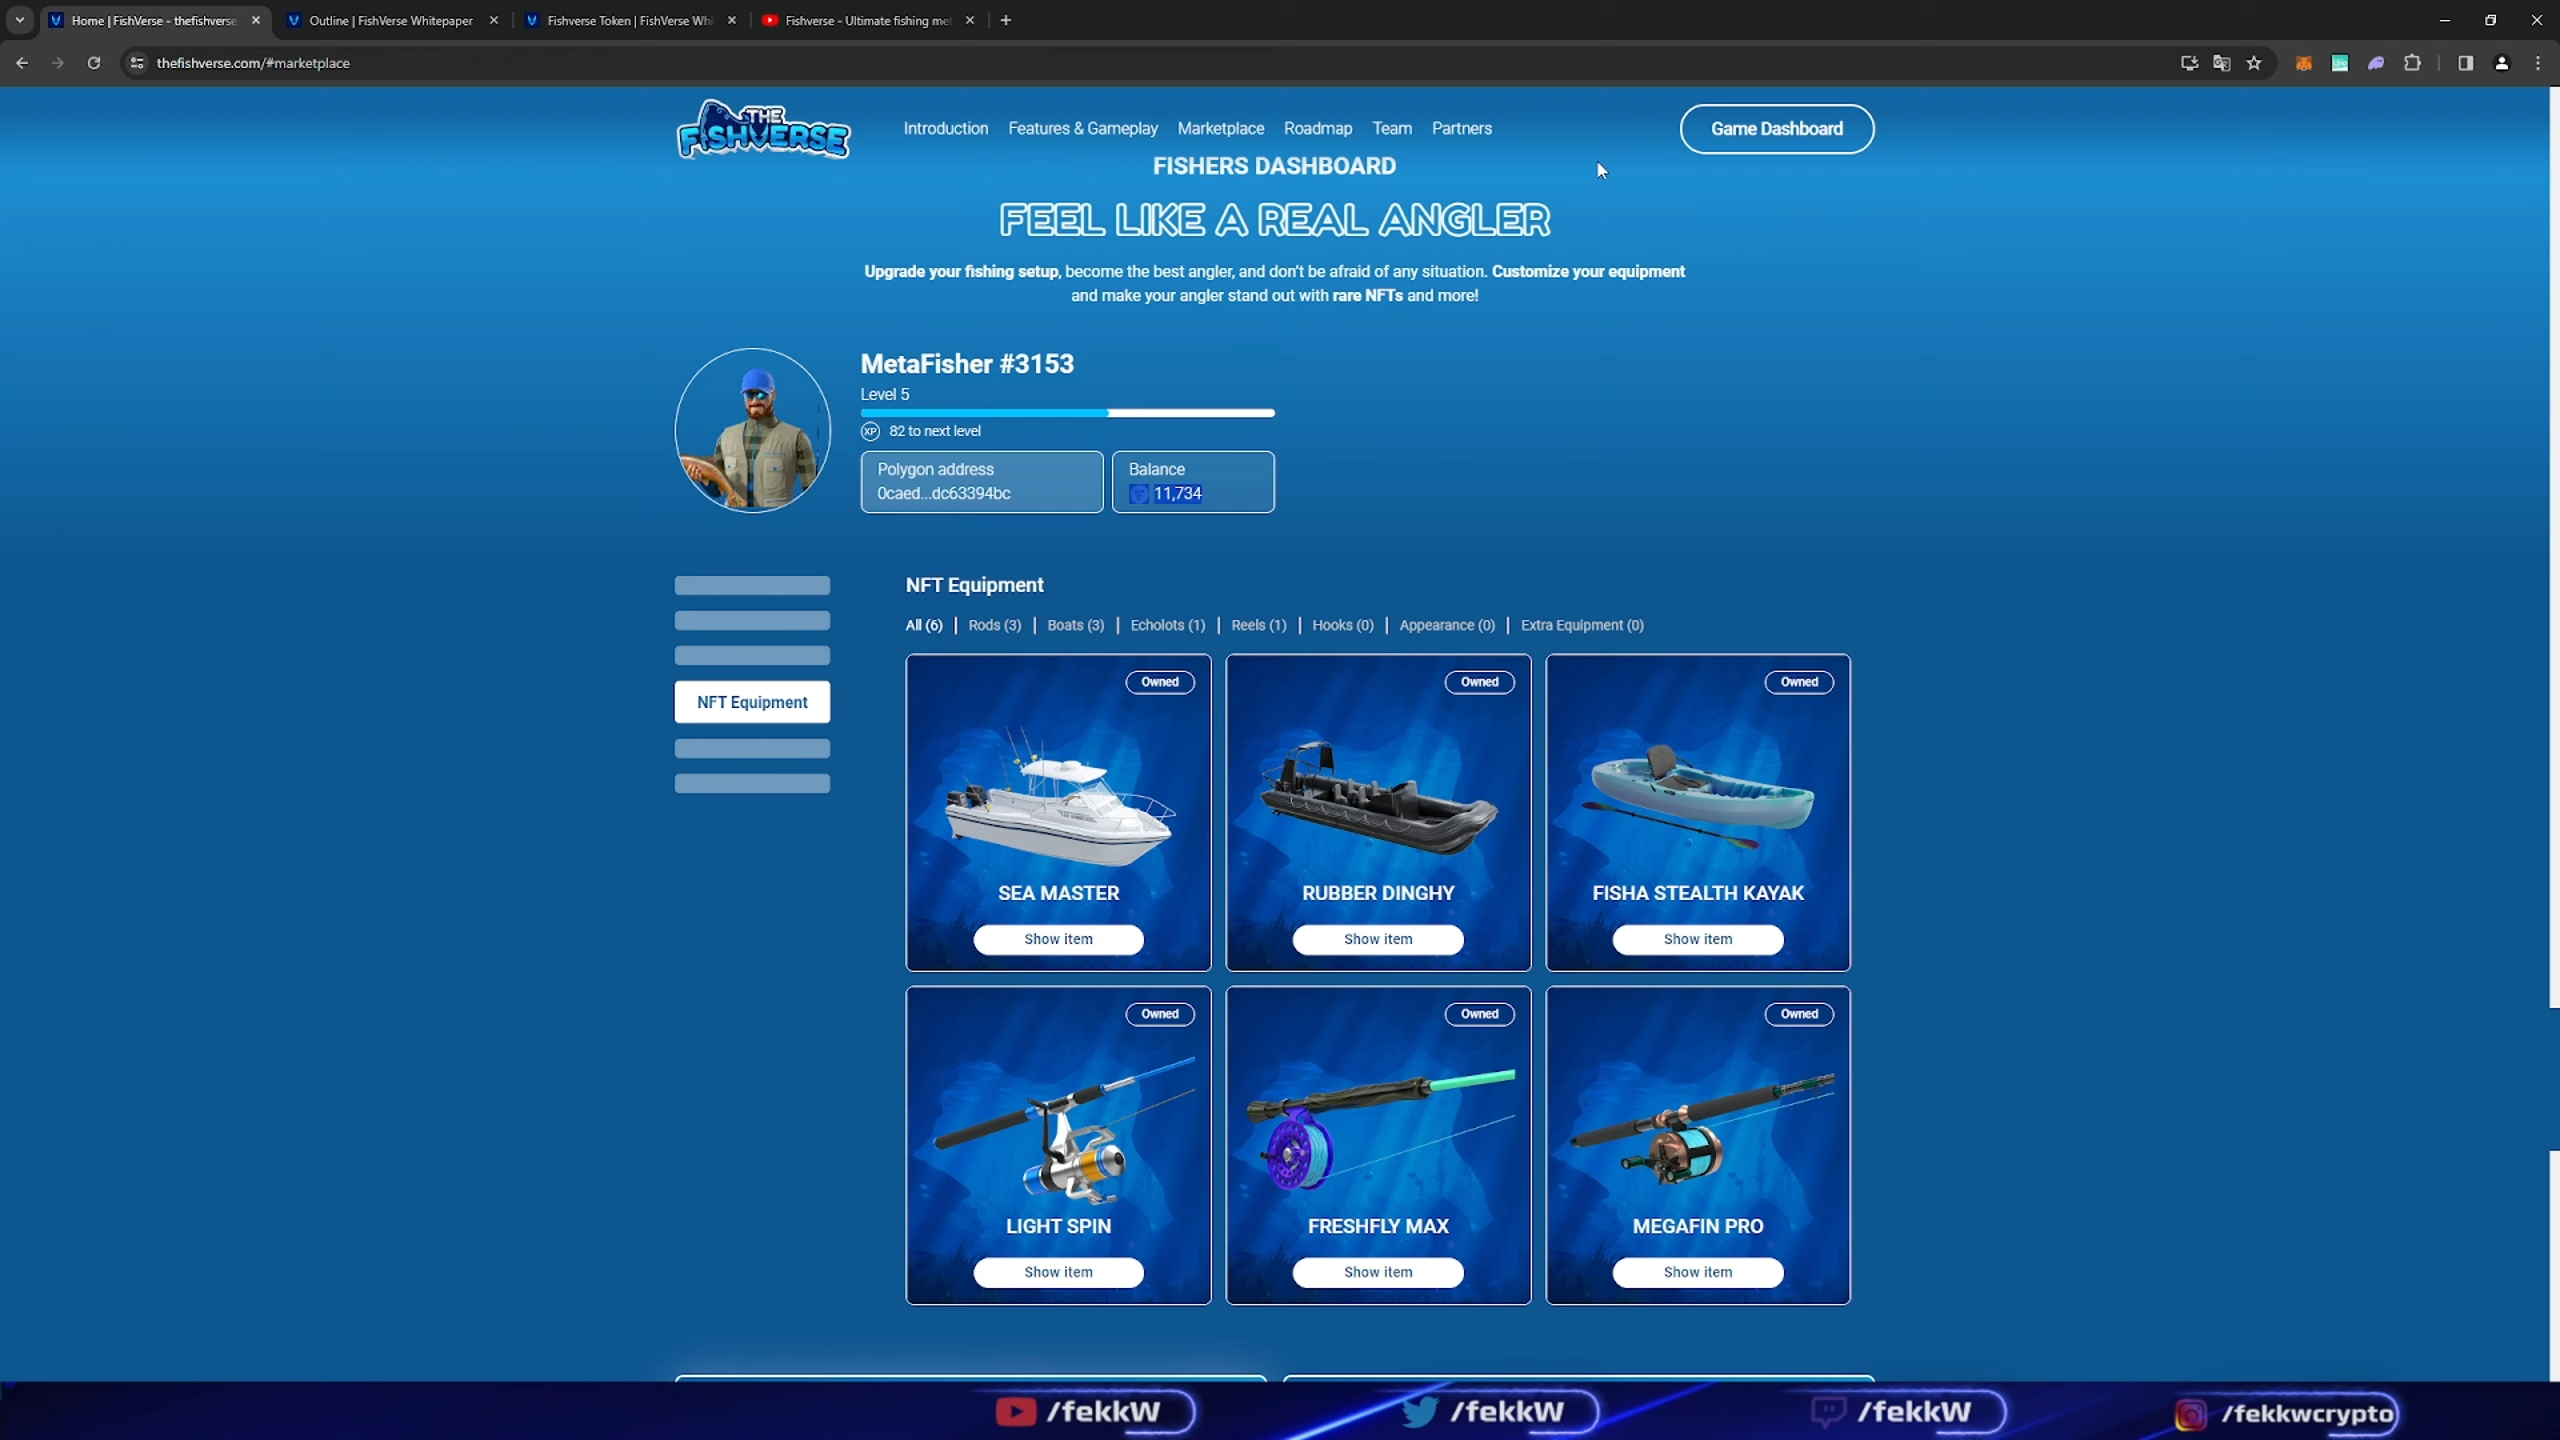 Home | FishVerse - thefishverse
Outline | FishVerse Whitepaper
Fishverse Token | FishVerse Whi
Fishverse - Ultimate fishing met
thefishverse.com/#marketplace
THE FISHVERSE
Introduction
Features & Gameplay
Marketplace
Roadmap
Team
Partners
Game Dashboard
FISHERS DASHBOARD
FEEL LIKE A REAL ANGLER
Upgrade your fishing setup, become the best angler, and don't be afraid of any situation. Customize your equipment
and make your angler stand out with rare NFTs and more!
MetaFisher #3153
Level 5
XP 82 to next level
Polygon address
0caed...dc63394bc
Balance
11,734
NFT Equipment
NFT Equipment
All (6) | Rods (3) | Boats (3) | Echolots (1) | Reels (1) | Hooks (0) | Appearance (0) | Extra Equipment (0)
Owned
Owned
Owned
SEA MASTER
RUBBER DINGHY
FISHA STEALTH KAYAK
Show item
Show item
Show item
Owned
Owned
Owned
LIGHT SPIN
FRESHFLY MAX
MEGAFIN PRO
Show item
Show item
Show item
/fekkW
/fekkW
/fekkW
/fekkwcrypto